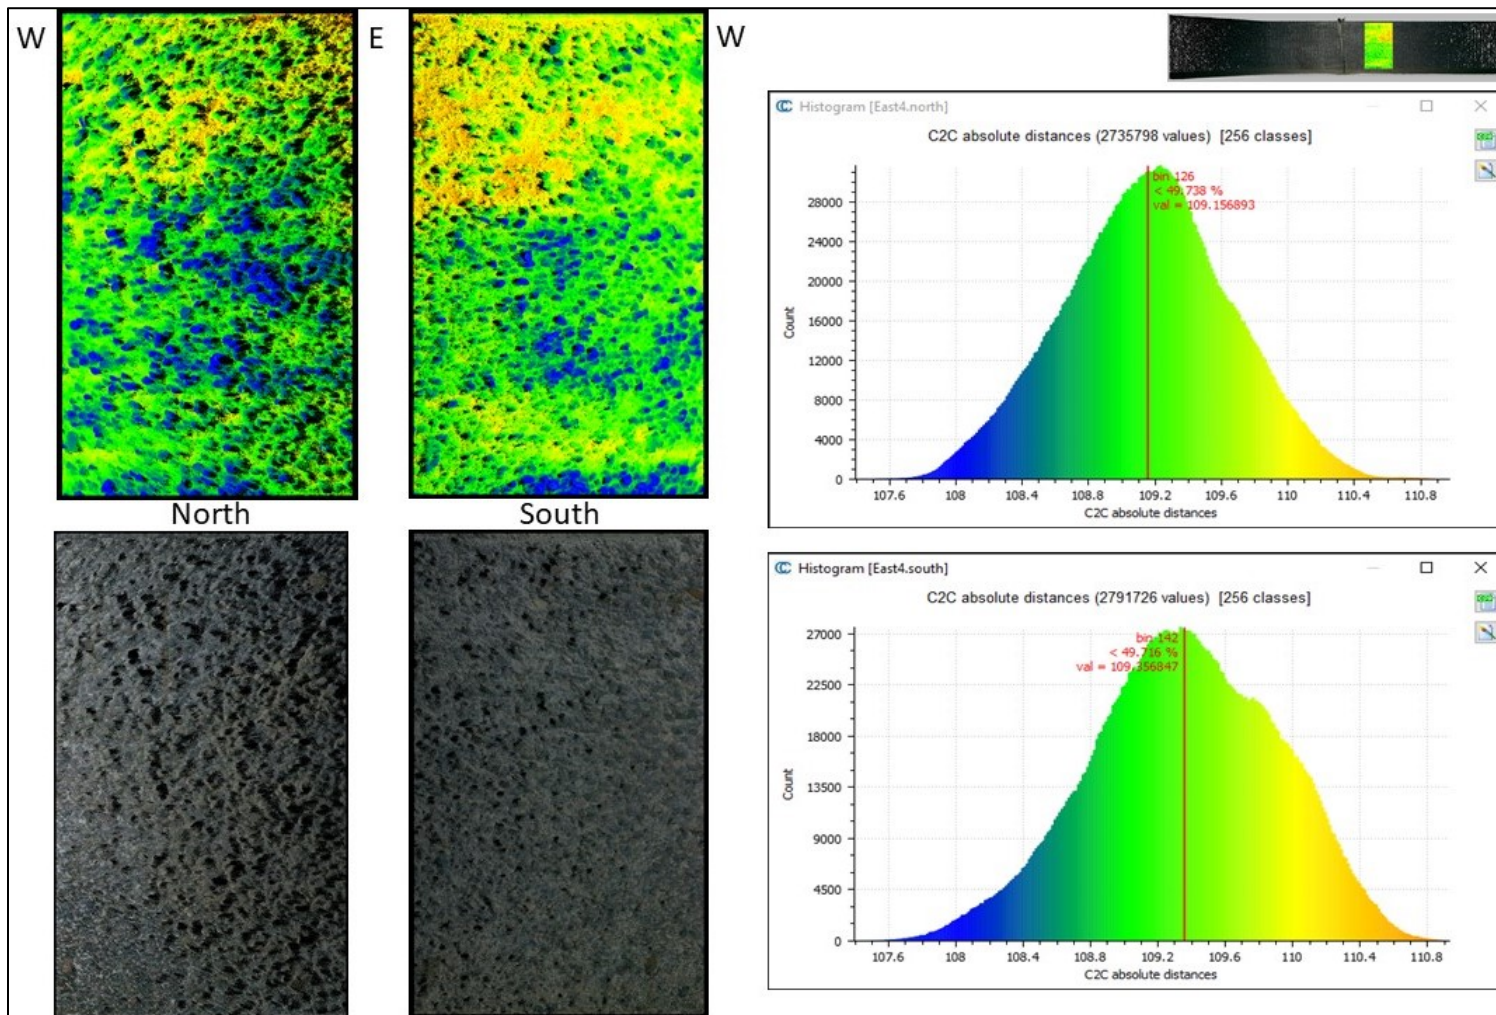 W
E
W
North
South
Histogram [East4.north]
C2C absolute distances (2735798 values) [256 classes]
bin 126
< 49.738 %
val = 109.156893
28000
24000
20000
16000
12000
8000
4000
0
Count
107.6 108 108.4 108.8 109.2 109.6 110 110.4 110.8
C2C absolute distances
Histogram [East4.south]
C2C absolute distances (2791726 values) [256 classes]
bin 142
< 49.716 %
val = 109.356847
27000
22500
18000
13500
9000
4500
0
Count
107.6 108 108.4 108.8 109.2 109.6 110 110.4 110.8
C2C absolute distances